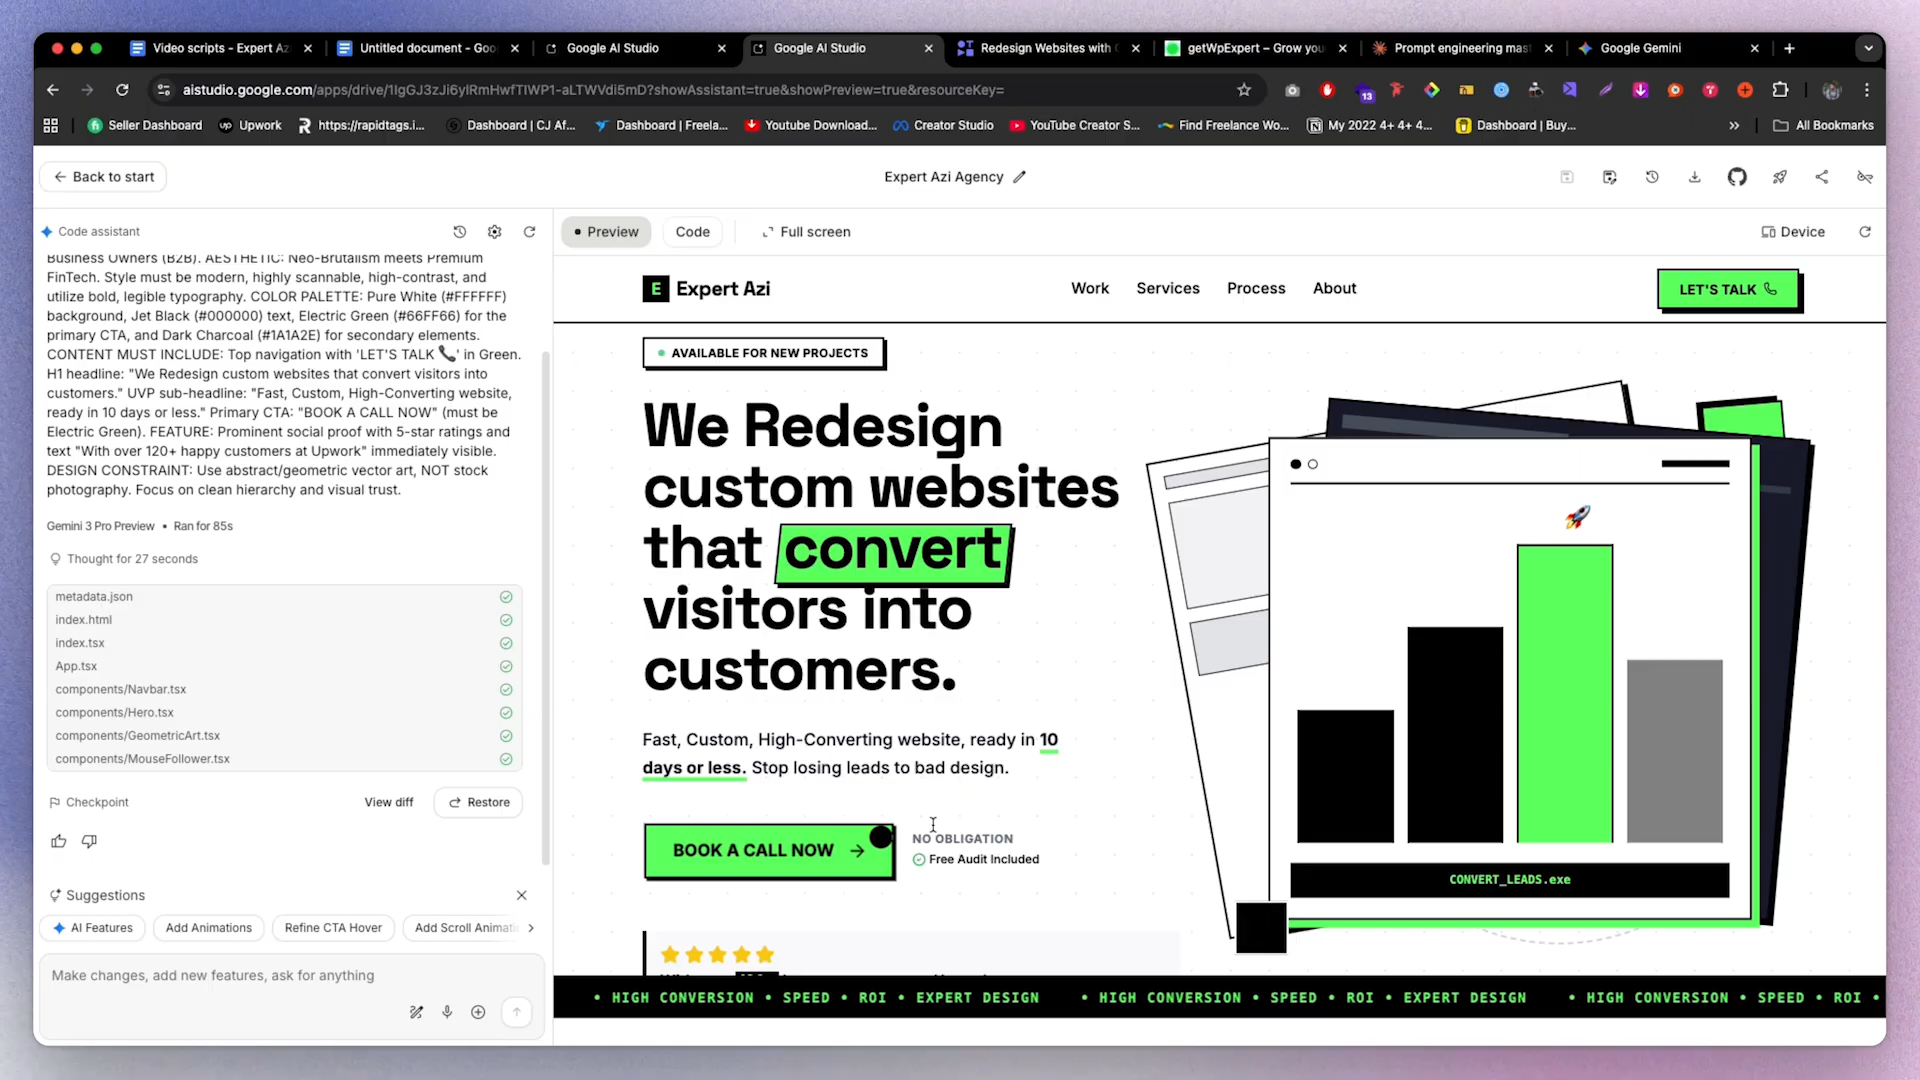 Video scripts - Expert Az
Untitled document - Goo
Google AI Studio
Google AI Studio
Redesign Websites with
getWpExpert – Grow you
Prompt engineering mas
Google Gemini
aistudio.google.com/apps/drive/1IgGJ3zJi6ylRmHwfTIWP1-aLTWVdi5mD?showAssistant=true&showPreview=true&resourceKey=
13
Seller Dashboard
Upwork
https://rapidtags.i...
Dashboard | CJ Af...
Dashboard | Freela...
Youtube Download...
Creator Studio
YouTube Creator S...
Find Freelance Wo...
My 2022 4+ 4+ 4...
Dashboard | Buy...
All Bookmarks
Back to start
Expert Azi Agency
Code assistant
Preview
Code
Full screen
Device
Business Owners (B2B). AESTHETIC: Neo-Brutalism meets Premium
FinTech. Style must be modern, highly scannable, high-contrast, and
utilize bold, legible typography. COLOR PALETTE: Pure White (#FFFFFF)
background, Jet Black (#000000) text, Electric Green (#66FF66) for the
primary CTA, and Dark Charcoal (#1A1A2E) for secondary elements.
CONTENT MUST INCLUDE: Top navigation with 'LET'S TALK 📞' in Green.
H1 headline: "We Redesign custom websites that convert visitors into
customers." UVP sub-headline: "Fast, Custom, High-Converting website,
ready in 10 days or less." Primary CTA: "BOOK A CALL NOW" (must be
Electric Green). FEATURE: Prominent social proof with 5-star ratings and
text "With over 120+ happy customers at Upwork" immediately visible.
DESIGN CONSTRAINT: Use abstract/geometric vector art, NOT stock
photography. Focus on clean hierarchy and visual trust.
Gemini 3 Pro Preview • Ran for 85s
Thought for 27 seconds
metadata.json
index.html
index.tsx
App.tsx
components/Navbar.tsx
components/Hero.tsx
components/GeometricArt.tsx
components/MouseFollower.tsx
Checkpoint
View diff
Restore
Suggestions
AI Features
Add Animations
Refine CTA Hover
Add Scroll Animati
Make changes, add new features, ask for anything
E Expert Azi
Work
Services
Process
About
LET'S TALK
AVAILABLE FOR NEW PROJECTS
We Redesign
custom websites
that convert
visitors into
customers.
Fast, Custom, High-Converting website, ready in 10
days or less. Stop losing leads to bad design.
BOOK A CALL NOW
NO OBLIGATION
Free Audit Included
CONVERT_LEADS.exe
• HIGH CONVERSION • SPEED • ROI • EXPERT DESIGN • HIGH CONVERSION • SPEED • ROI • EXPERT DESIGN • HIGH CONVERSION • SPEED • ROI •